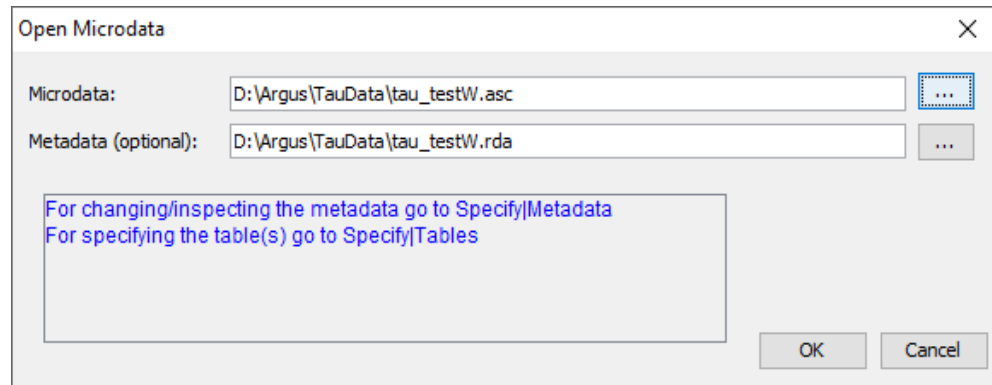 Open Microdata
Microdata: D:\Argus\TauData\tau_testW.asc ...
Metadata (optional): D:\Argus\TauData\tau_testW.rda ...
For changing/inspecting the metadata go to Specify|Metadata
For specifying the table(s) go to Specify|Tables
OK Cancel